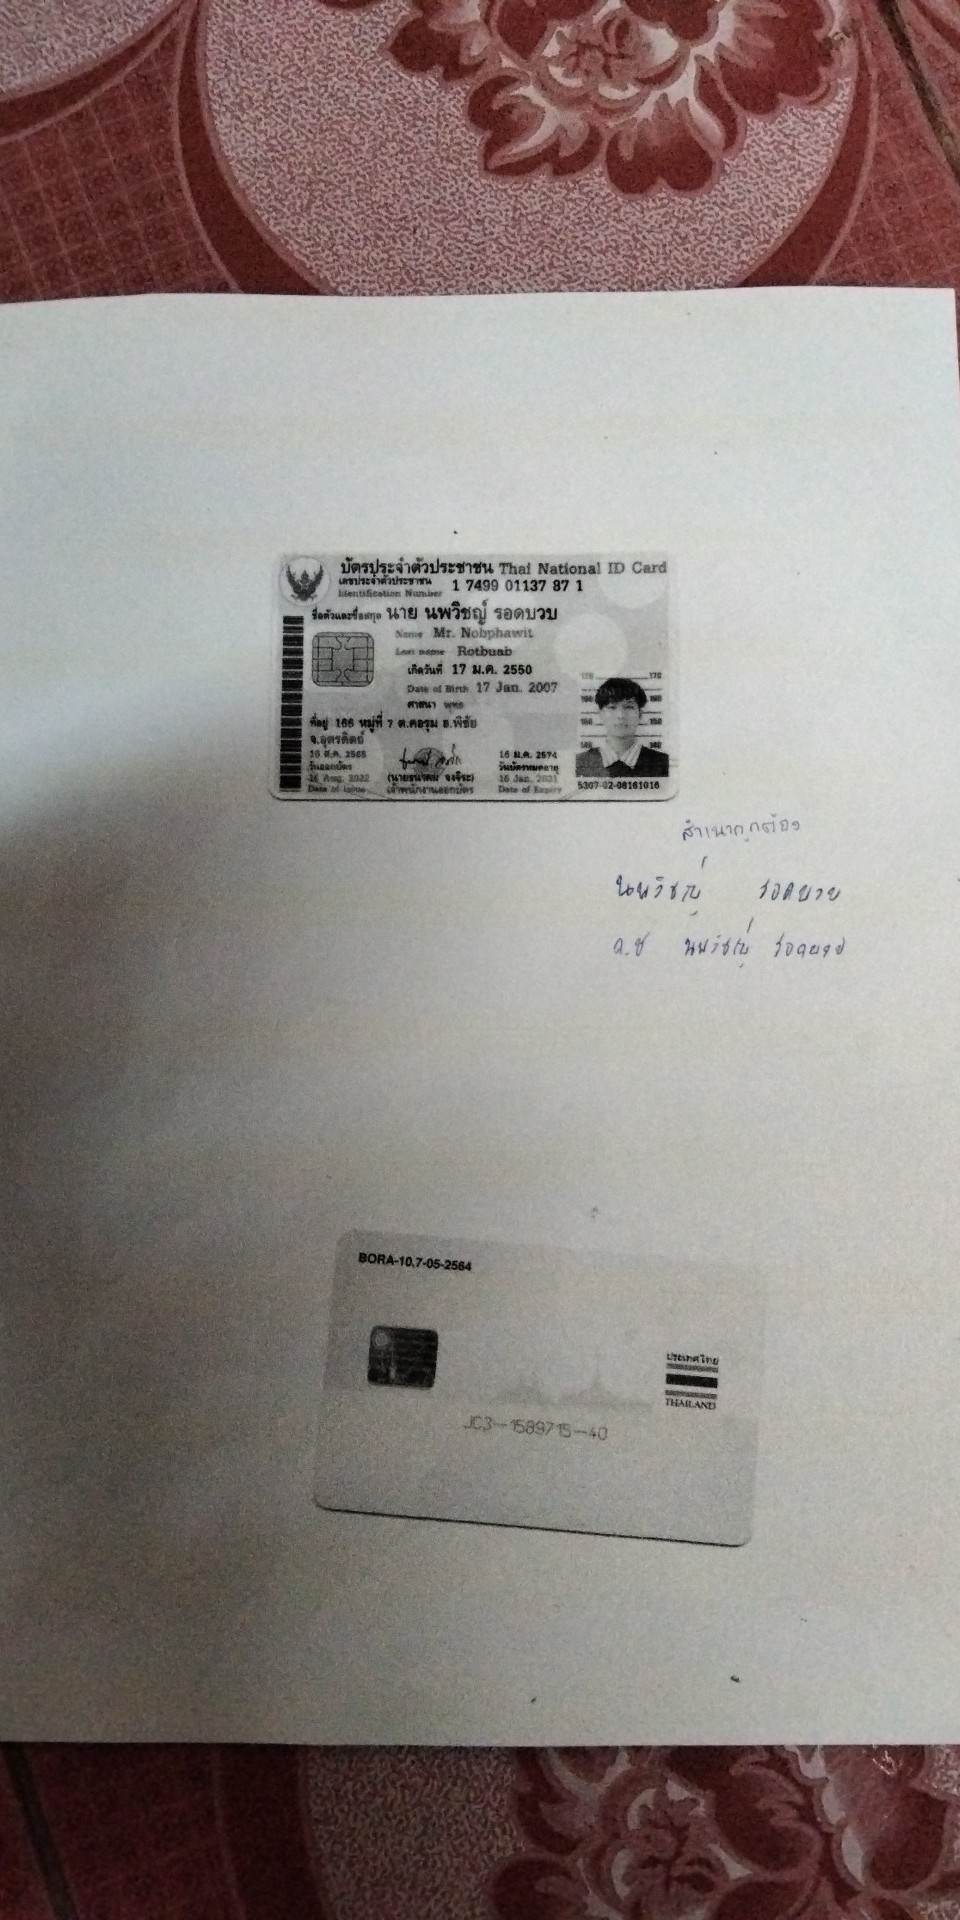 บัตรประจำตัวประชาชน Thai National ID Card
เลขประจำตัวประชาชน 1 7499 01137 87 1
Identification Number
ชื่อตัวและชื่อสกุล นาย นพวิชญ์ รอดบวบ
Name Mr. Nobphawit
Last name Rotbuab
เกิดวันที่ 17 ม.ค. 2550
Date of Birth 17 Jan. 2007
ศาสนา พุทธ
ที่อยู่ 166 หมู่ที่ 7 ต.คอรุม อ.พิชัย
จ.อุตรดิตถ์
16 ส.ค. 2565
วันออกบัตร
16 Aug. 2022
Date of Issue
เจ้าพนักงานออกบัตร
16 ม.ค. 2574
วันบัตรหมดอายุ
16 Jan. 2031
Date of Expiry
170 170
160 160
150 150
140 140
5307-02-08161016
สำเนาถูกต้อง
นพวิชญ์ รอดบวบ
ด.ช นพวิชญ์ รอดบวบ
BORA-10.7-05-2564
ประเทศไทย
THAILAND
JC3-1589715-40